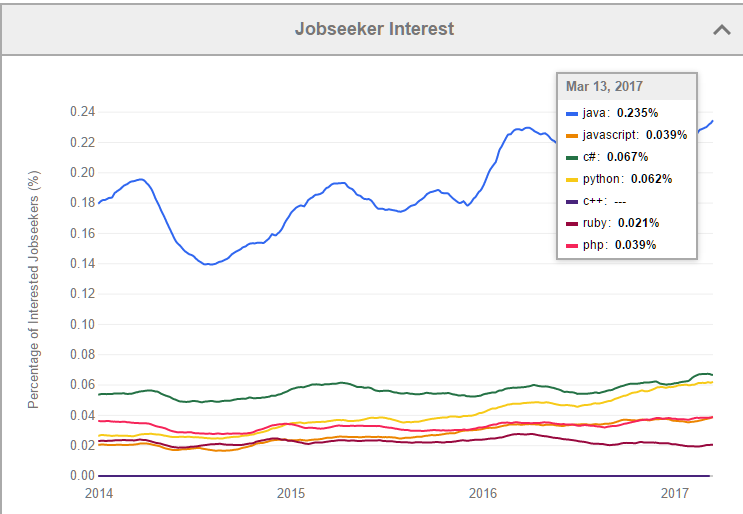 Jobseeker Interest
Mar 13, 2017
java: 0.235%
javascript: 0.039%
c#: 0.067%
python: 0.062%
c++: ---
ruby: 0.021%
php: 0.039%
Percentage of Interested Jobseekers (%)
0.24
0.22
0.20
0.18
0.16
0.14
0.12
0.10
0.08
0.06
0.04
0.02
0.00
2014 2015 2016 2017